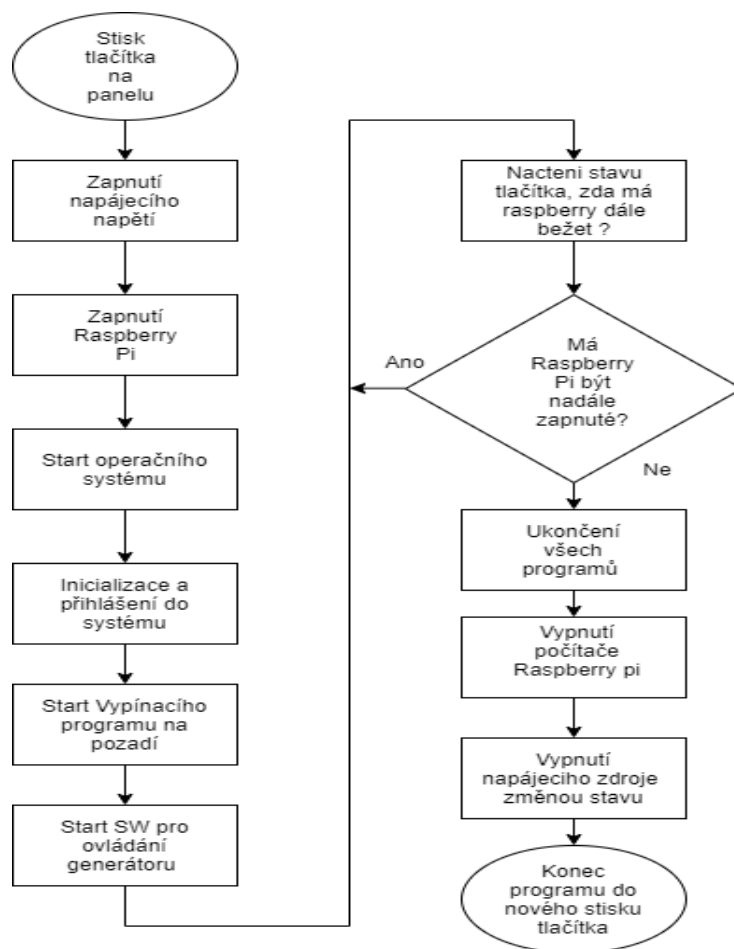 Stisk
tlačítka
na
panelu
Zapnutí
napájecího
napětí
Zapnutí
Raspberry
Pi
Start operačního
systému
Inicializace a
přihlášení do
systému
Start Vypínacího
programu na
pozadí
Start SW pro
ovládání
generátoru
Nacteni stavu
tlačítka, zda má
raspberry dále
bežet ?
Má
Raspberry
Pi být
nadále
zapnuté?
Ano
Ne
Ukončení
všech
programů
Vypnutí
počítače
Raspberry pi
Vypnutí
napájeciho zdroje
změnou stavu
Konec
programu do
nového stisku
tlačítka